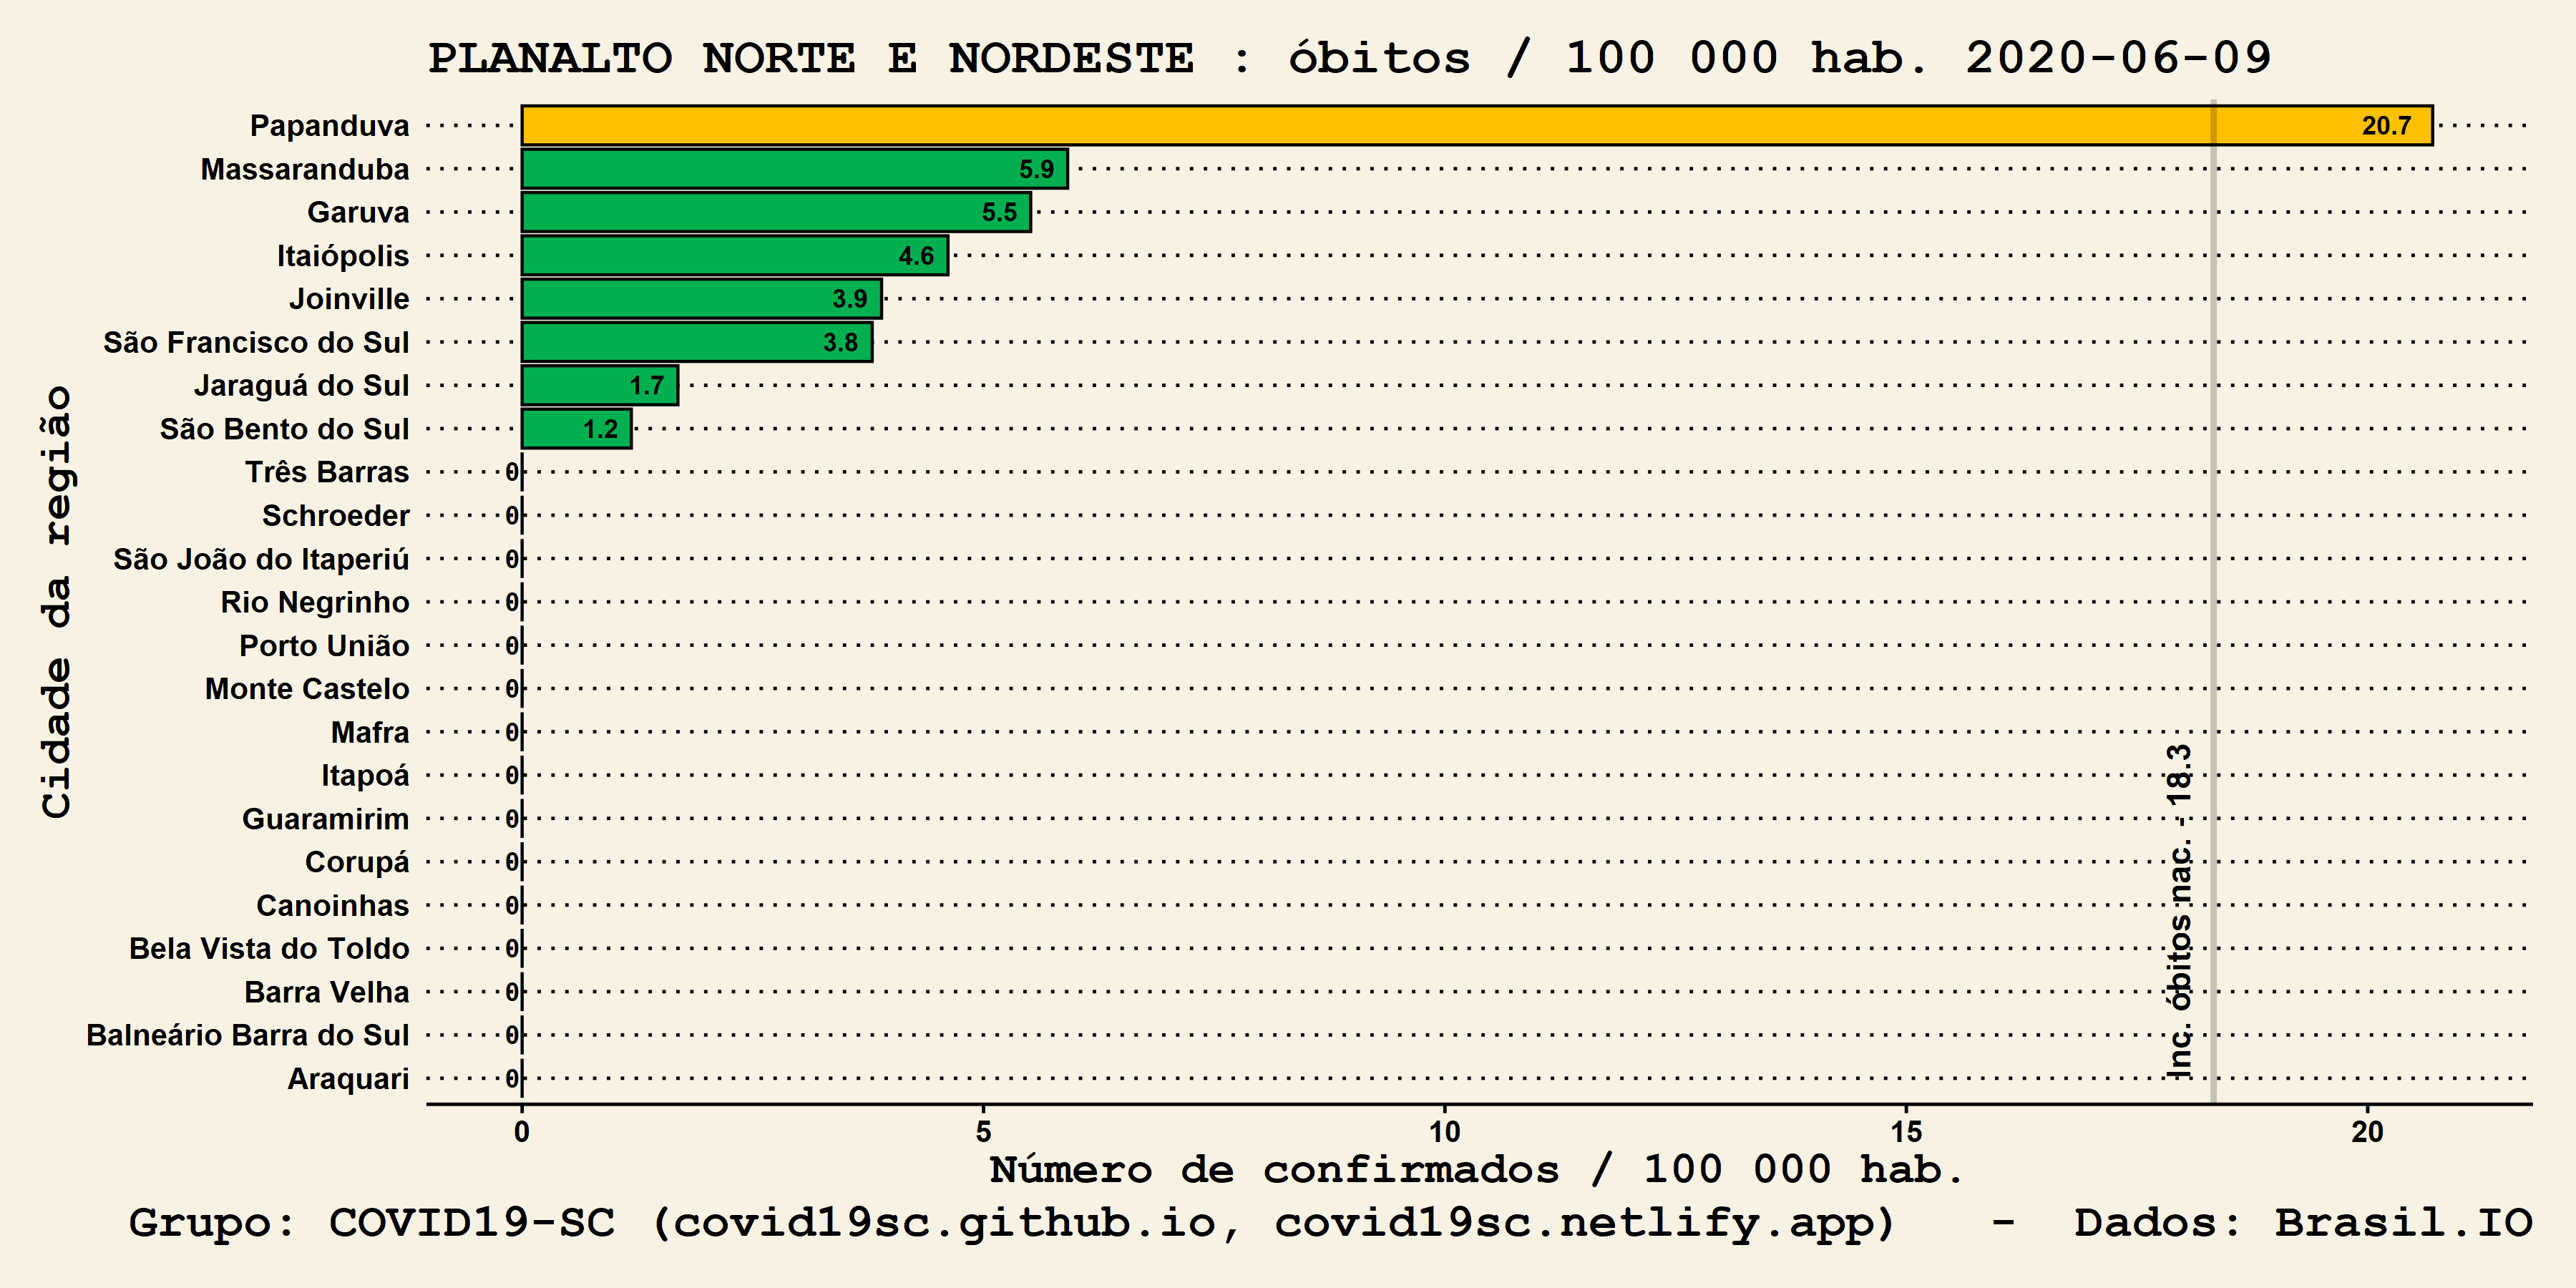 PLANALTO NORTE E NORDESTE : óbitos / 100 000 hab. 2020-06-09
Cidade da região
Papanduva 20.7
Massaranduba 5.9
Garuva 5.5
Itaiópolis 4.6
Joinville 3.9
São Francisco do Sul 3.8
Jaraguá do Sul 1.7
São Bento do Sul 1.2
Três Barras 0
Schroeder 0
São João do Itaperiú 0
Rio Negrinho 0
Porto União 0
Monte Castelo 0
Mafra 0
Itapoá 0
Guaramirim 0
Corupá 0
Canoinhas 0
Bela Vista do Toldo 0
Barra Velha 0
Balneário Barra do Sul 0
Araquari 0
Inc. óbitos nac. - 18.3
0 5 10 15 20
Número de confirmados / 100 000 hab.
Grupo: COVID19-SC (covid19sc.github.io, covid19sc.netlify.app) - Dados: Brasil.IO